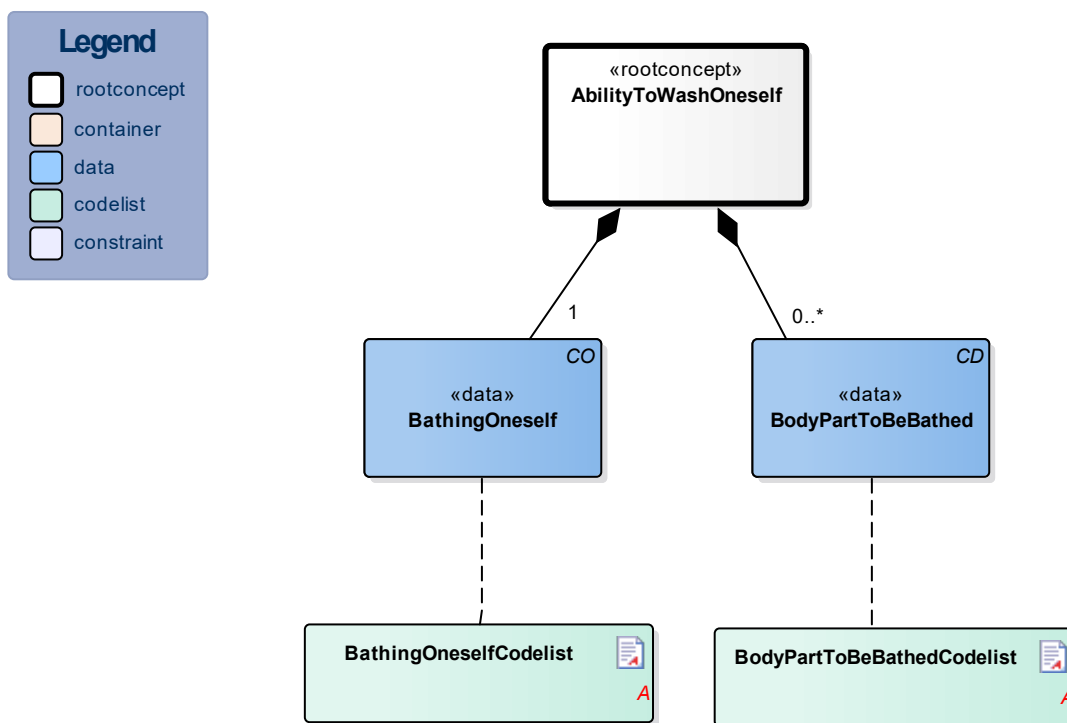 Legend
rootconcept
container
data
codelist
constraint
«rootconcept»
AbilityToWashOneself
1
0..*
CO
«data»
BathingOneself
CD
«data»
BodyPartToBeBathed
BathingOneselfCodelist
A
BodyPartToBeBathedCodelist
A